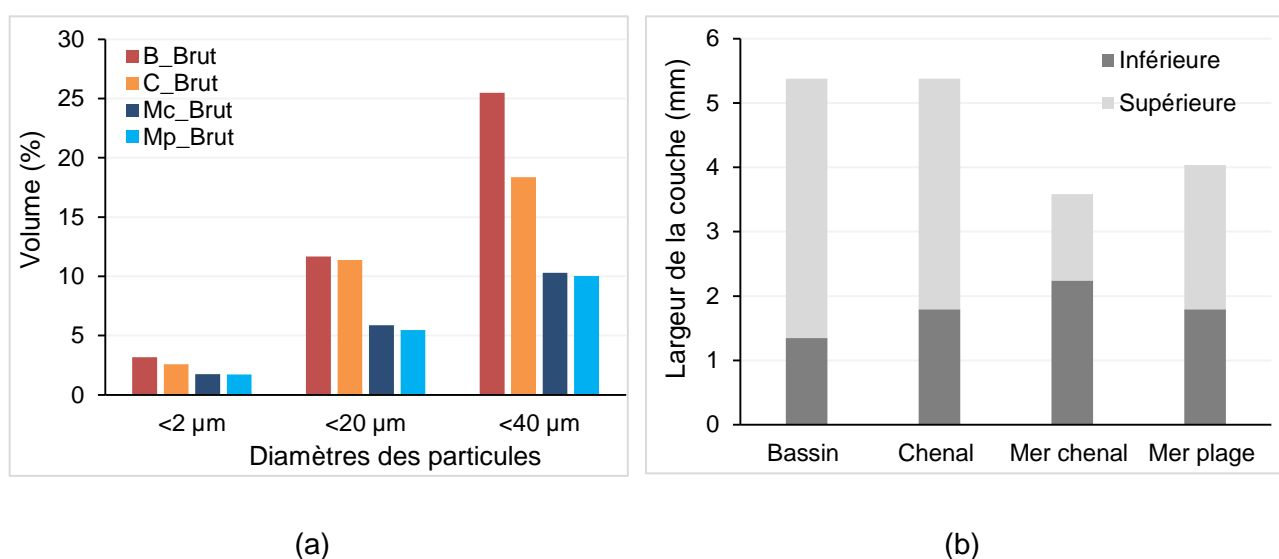 30
25
20
15
10
5
0
Volume (%)
B_Brut
C_Brut
Mc_Brut
Mp_Brut
<2 µm <20 µm <40 µm
Diamètres des particules
(a)
6
5
4
3
2
1
0
Largeur de la couche (mm)
Inférieure
Supérieure
Bassin Chenal Mer chenal Mer plage
(b)